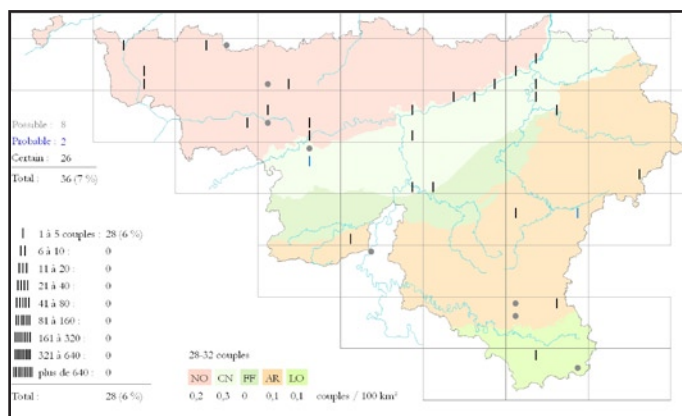 Possible : 8
Probable : 2
Certain : 26
Total : 36 (7 %)
1 à 5 couples : 28 (6 %)
6 à 10 : 0
11 à 20 : 0
21 à 40 : 0
41 à 80 : 0
81 à 160 : 0
161 à 320 : 0
321 à 640 : 0
plus de 640 : 0
Total : 28 (6 %)
28-32 couples
NO CN FF AR LO
0,2 0,3 0 0,1 0,1 couples / 100 km²